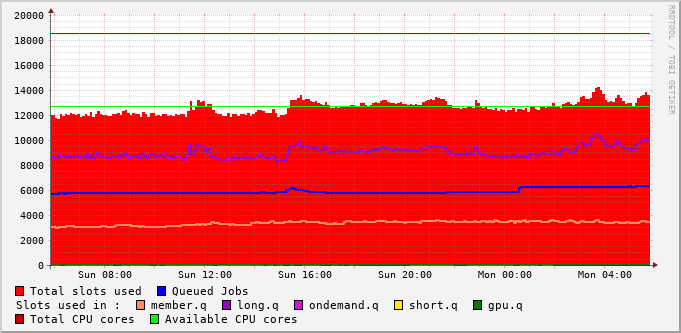 20000
18000
16000
14000
12000
10000
8000
6000
4000
2000
0
Sun 08:00 Sun 12:00 Sun 16:00 Sun 20:00 Mon 00:00 Mon 04:00
RRDTOOL / TOBI OETIKER
Total slots used Queued Jobs
Slots used in : member.q long.q ondemand.q short.q gpu.q
Total CPU cores Available CPU cores